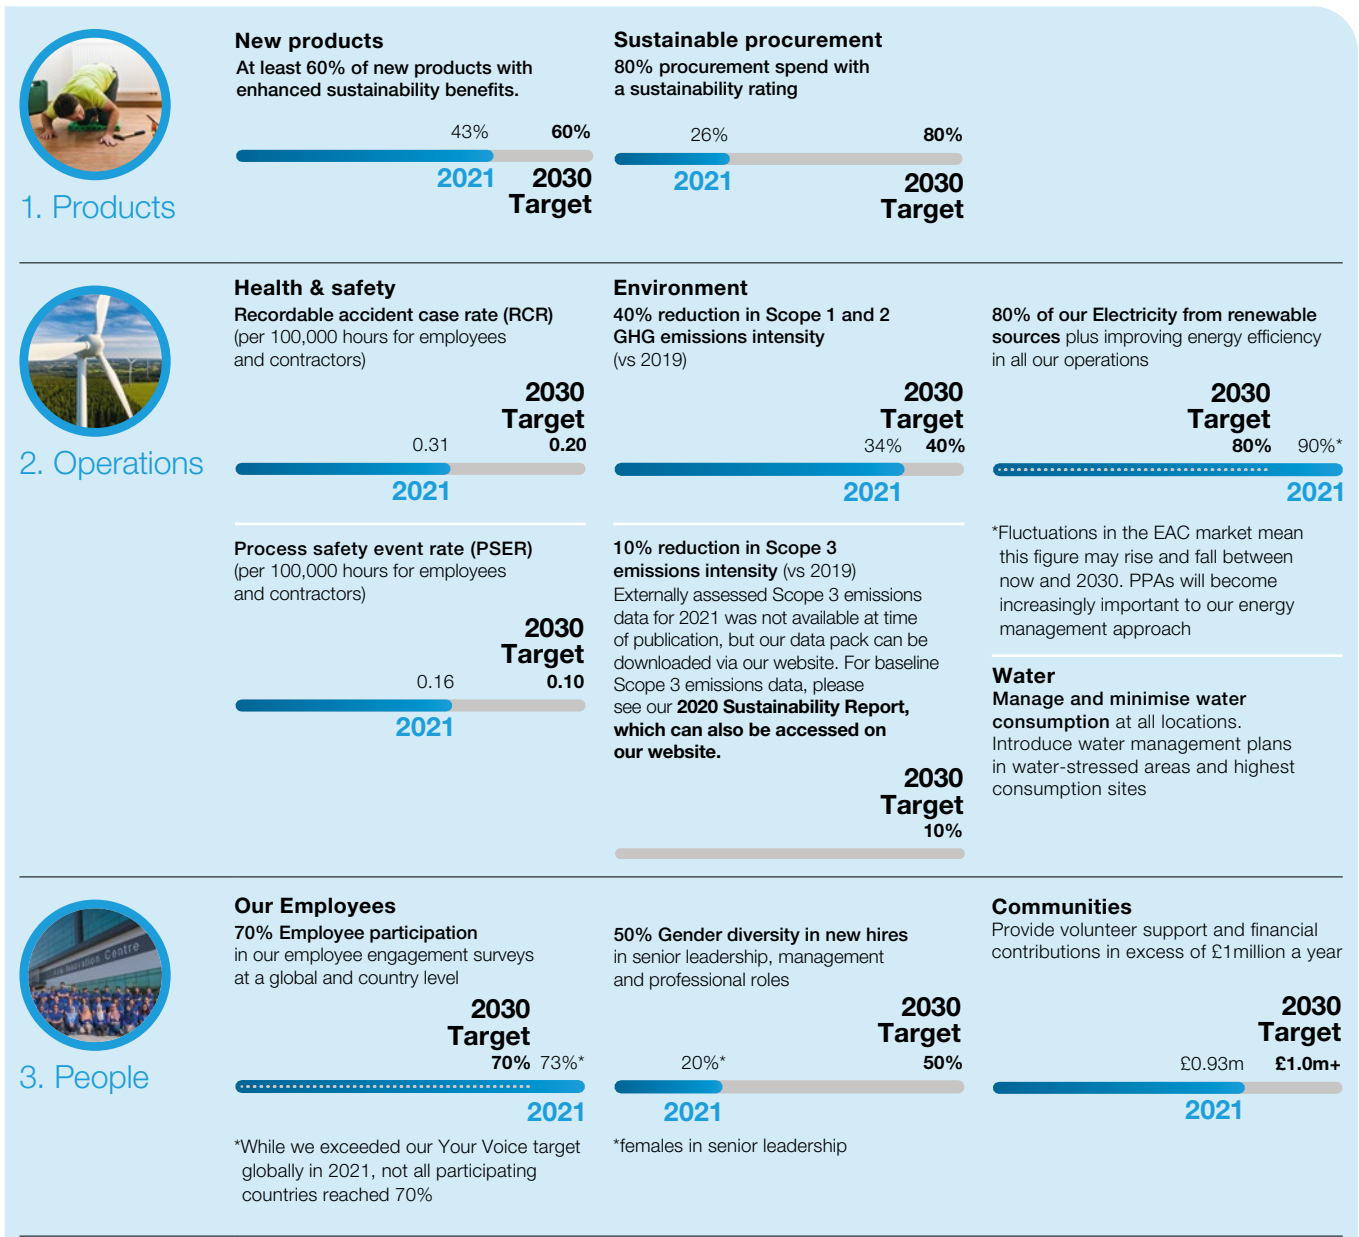 New products
At least 60% of new products with
enhanced sustainability benefits.
43% 60%
2021 2030
Target
Sustainable procurement
80% procurement spend with
a sustainability rating
26% 80%
2021 2030
Target
1. Products
Health & safety
Recordable accident case rate (RCR)
(per 100,000 hours for employees
and contractors)
2030
Target
0.31 0.20
2021
Process safety event rate (PSER)
(per 100,000 hours for employees
and contractors)
2030
Target
0.16 0.10
2021
Environment
40% reduction in Scope 1 and 2
GHG emissions intensity
(vs 2019)
2030
Target
34% 40%
2021
10% reduction in Scope 3
emissions intensity (vs 2019)
Externally assessed Scope 3 emissions
data for 2021 was not available at time
of publication, but our data pack can be
downloaded via our website. For baseline
Scope 3 emissions data, please
see our 2020 Sustainability Report,
which can also be accessed on
our website.
2030
Target
10%
80% of our Electricity from renewable
sources plus improving energy efficiency
in all our operations
2030
Target
80% 90%*
2021
*Fluctuations in the EAC market mean
this figure may rise and fall between
now and 2030. PPAs will become
increasingly important to our energy
management approach
Water
Manage and minimise water
consumption at all locations.
Introduce water management plans
in water-stressed areas and highest
consumption sites
2. Operations
Our Employees
70% Employee participation
in our employee engagement surveys
at a global and country level
2030
Target
70% 73%*
2021
*While we exceeded our Your Voice target
globally in 2021, not all participating
countries reached 70%
50% Gender diversity in new hires
in senior leadership, management
and professional roles
2030
Target
20%* 50%
2021
*females in senior leadership
Communities
Provide volunteer support and financial
contributions in excess of £1million a year
2030
Target
£0.93m £1.0m+
2021
Innovation Centre
3. People